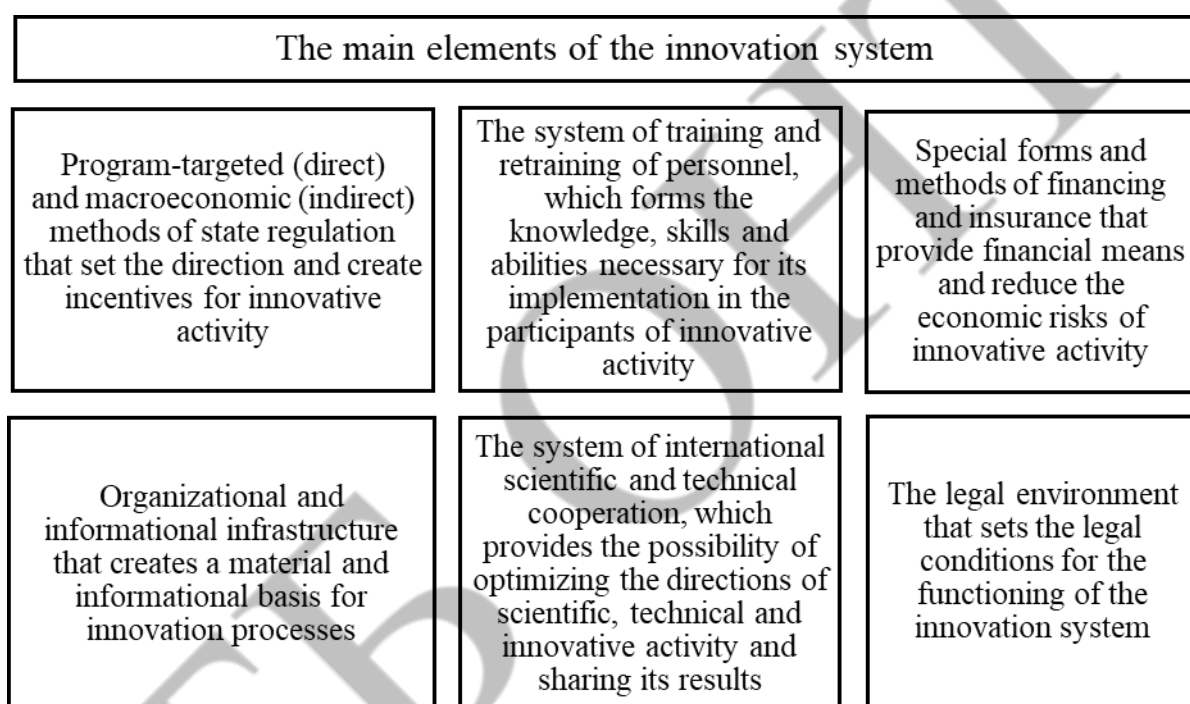 The main elements of the innovation system
Program-targeted (direct)
and macroeconomic (indirect)
methods of state regulation
that set the direction and create
incentives for innovative
activity
The system of training and
retraining of personnel,
which forms the
knowledge, skills and
abilities necessary for its
implementation in the
participants of innovative
activity
Special forms and
methods of financing
and insurance that
provide financial means
and reduce the
economic risks of
innovative activity
Organizational and
informational infrastructure
that creates a material and
informational basis for
innovation processes
The system of international
scientific and technical
cooperation, which
provides the possibility of
optimizing the directions of
scientific, technical and
innovative activity and
sharing its results
The legal environment
that sets the legal
conditions for the
functioning of the
innovation system